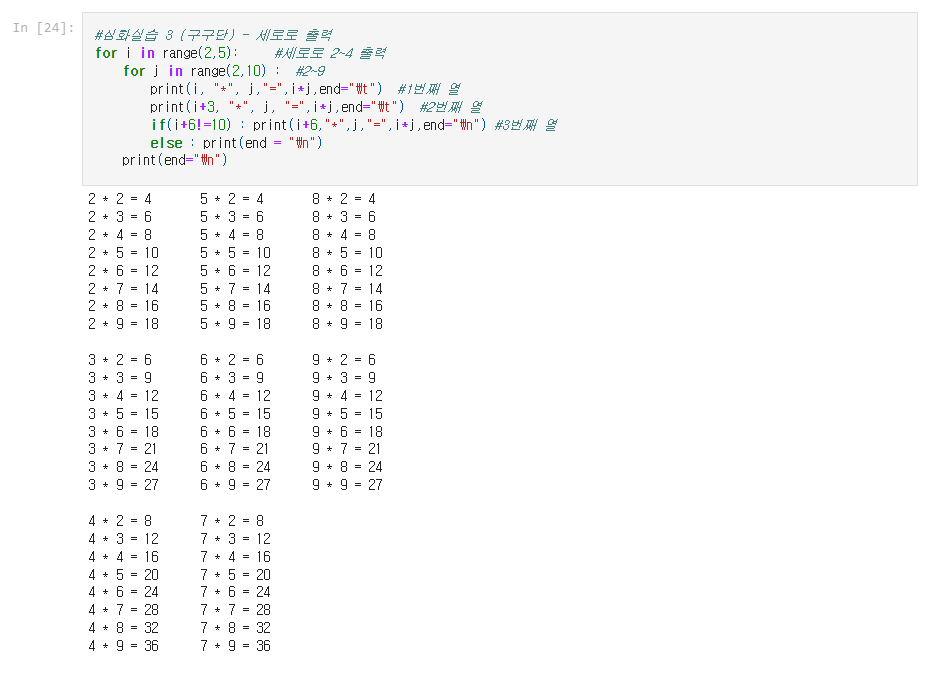 In [24]:
#심화실습 3 (구구단) - 세로로 출력
for i in range(2,5):     #세로로 2~4 출력
    for j in range(2,10) :  #2~9
        print(i, "*", j,"=",i*j,end="₩t")  #1번째 열
        print(i+3, "*", j, "=",i*j,end="₩t")  #2번째 열
        if(i+6!=10) : print(i+6,"*",j,"=",i*j,end="₩n") #3번째 열
        else : print(end = "₩n")
    print(end="₩n")
2 * 2 = 4	5 * 2 = 4	8 * 2 = 4
2 * 3 = 6	5 * 3 = 6	8 * 3 = 6
2 * 4 = 8	5 * 4 = 8	8 * 4 = 8
2 * 5 = 10	5 * 5 = 10	8 * 5 = 10
2 * 6 = 12	5 * 6 = 12	8 * 6 = 12
2 * 7 = 14	5 * 7 = 14	8 * 7 = 14
2 * 8 = 16	5 * 8 = 16	8 * 8 = 16
2 * 9 = 18	5 * 9 = 18	8 * 9 = 18
3 * 2 = 6	6 * 2 = 6	9 * 2 = 6
3 * 3 = 9	6 * 3 = 9	9 * 3 = 9
3 * 4 = 12	6 * 4 = 12	9 * 4 = 12
3 * 5 = 15	6 * 5 = 15	9 * 5 = 15
3 * 6 = 18	6 * 6 = 18	9 * 6 = 18
3 * 7 = 21	6 * 7 = 21	9 * 7 = 21
3 * 8 = 24	6 * 8 = 24	9 * 8 = 24
3 * 9 = 27	6 * 9 = 27	9 * 9 = 27
4 * 2 = 8	7 * 2 = 8
4 * 3 = 12	7 * 3 = 12
4 * 4 = 16	7 * 4 = 16
4 * 5 = 20	7 * 5 = 20
4 * 6 = 24	7 * 6 = 24
4 * 7 = 28	7 * 7 = 28
4 * 8 = 32	7 * 8 = 32
4 * 9 = 36	7 * 9 = 36